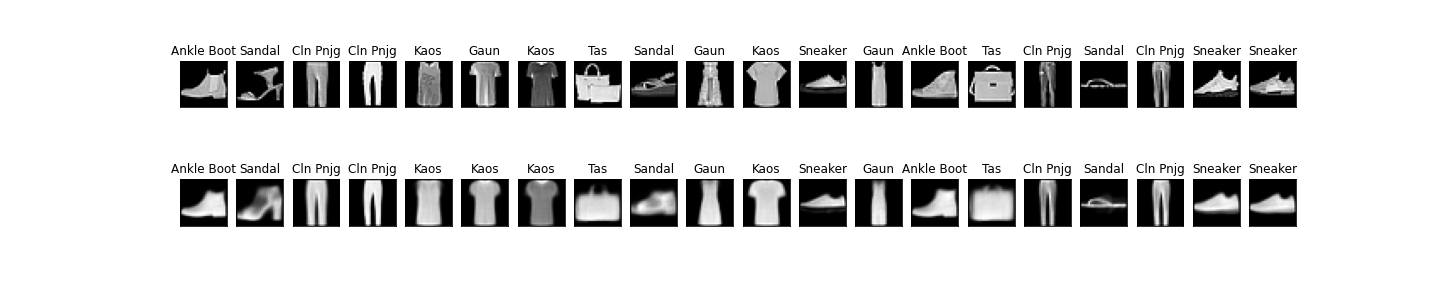 Ankle Boot Sandal Cln Pnjg Cln Pnjg Kaos Gaun Kaos Tas Sandal Gaun Kaos Sneaker Gaun Ankle Boot Tas Cln Pnjg Sandal Cln Pnjg Sneaker Sneaker
Ankle Boot Sandal Cln Pnjg Cln Pnjg Kaos Kaos Kaos Tas Sandal Gaun Kaos Sneaker Gaun Ankle Boot Tas Cln Pnjg Sandal Cln Pnjg Sneaker Sneaker